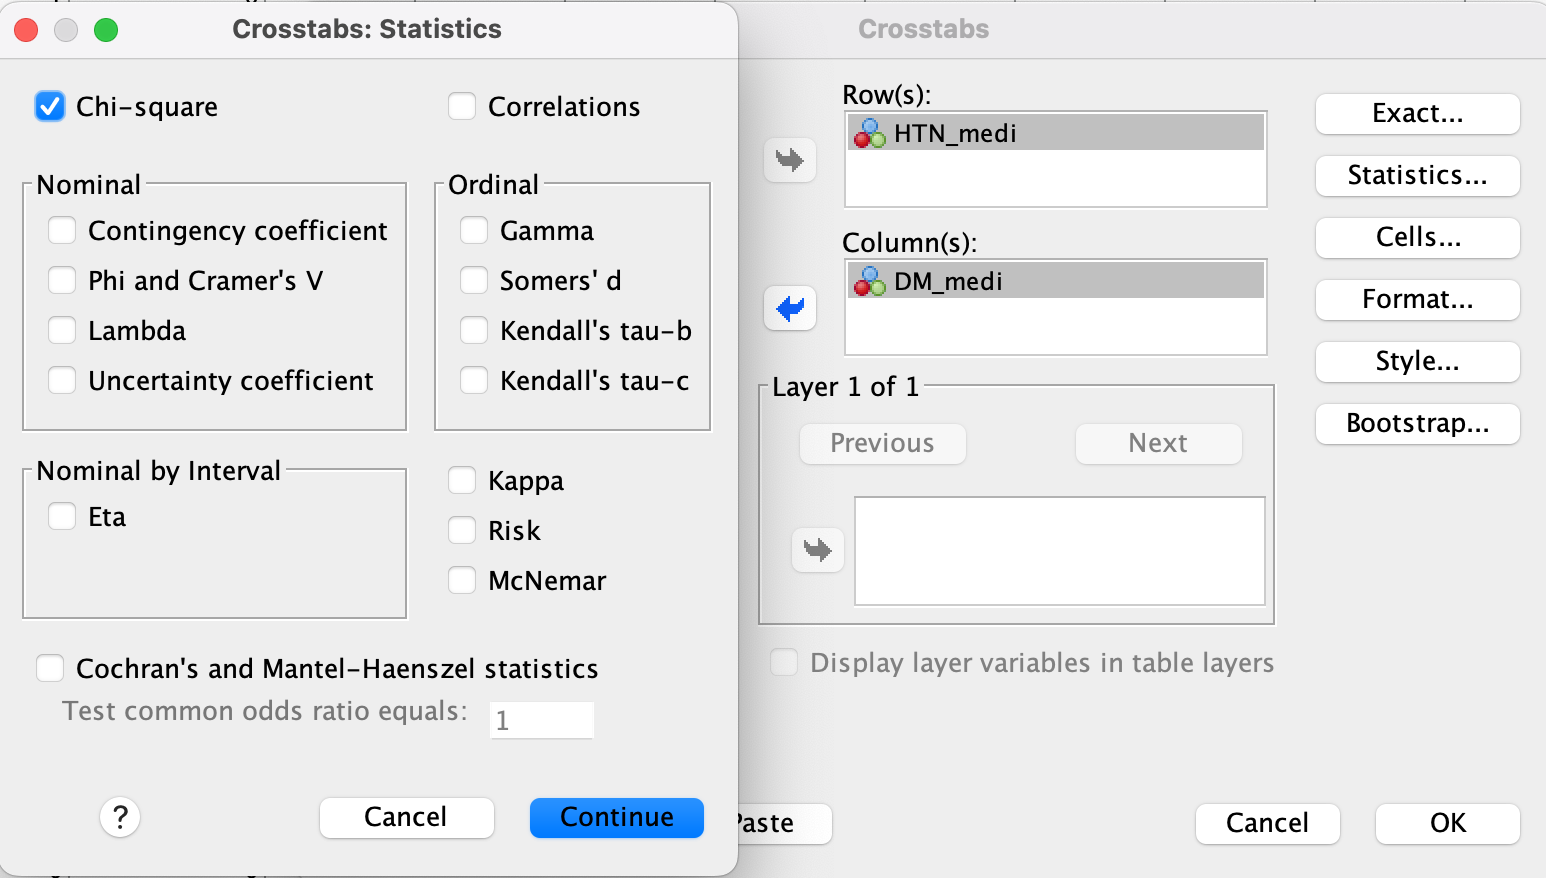 Crosstabs: Statistics
Chi-square
Correlations
Nominal
Contingency coefficient
Phi and Cramer's V
Lambda
Uncertainty coefficient
Ordinal
Gamma
Somers' d
Kendall's tau-b
Kendall's tau-c
Nominal by Interval
Eta
Kappa
Risk
McNemar
Cochran's and Mantel-Haenszel statistics
Test common odds ratio equals: 1
?
Cancel
Continue
Crosstabs
Row(s):
HTN_medi
Column(s):
DM_medi
Layer 1 of 1
Previous
Next
Display layer variables in table layers
Exact...
Statistics...
Cells...
Format...
Style...
Bootstrap...
Paste
Cancel
OK